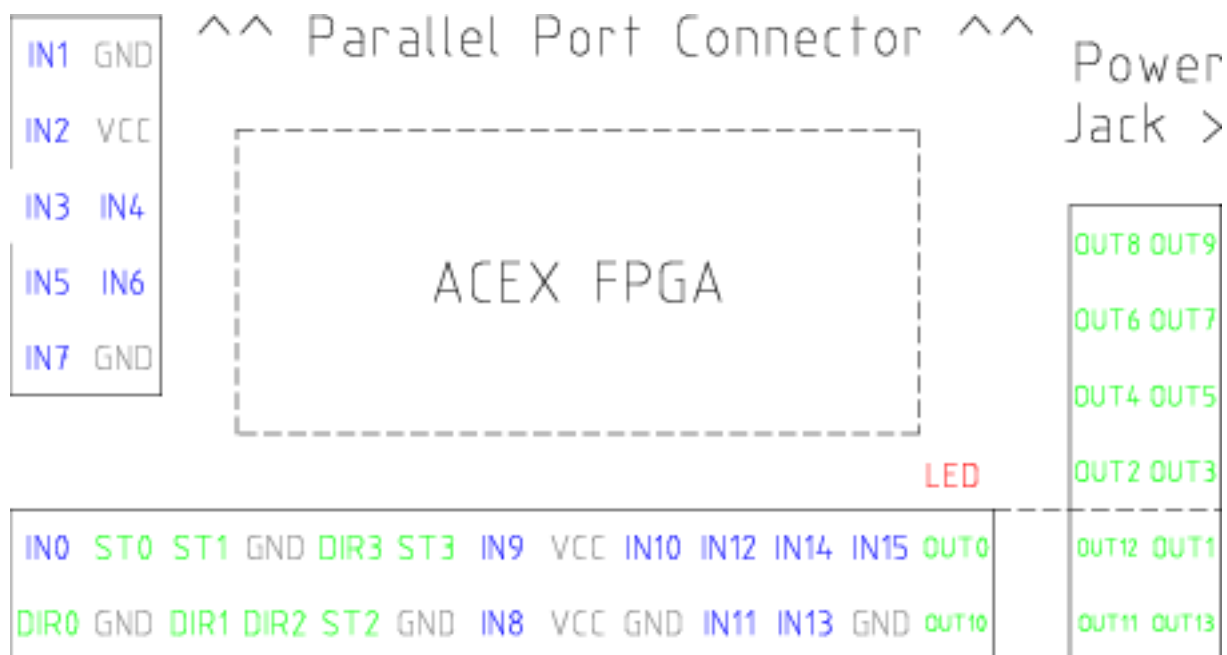 ^^ Parallel Port Connector ^^
Power
Jack >
IN1 GND
IN2 VCC
IN3 IN4
IN5 IN6
IN7 GND
ACEX FPGA
OUT8 OUT9
OUT6 OUT7
OUT4 OUT5
OUT2 OUT3
OUT12 OUT1
OUT11 OUT13
LED
IN0 ST0 ST1 GND DIR3 ST3 IN9 VCC IN10 IN12 IN14 IN15 OUT0
DIR0 GND DIR1 DIR2 ST2 GND IN8 VCC GND IN11 IN13 GND OUT10